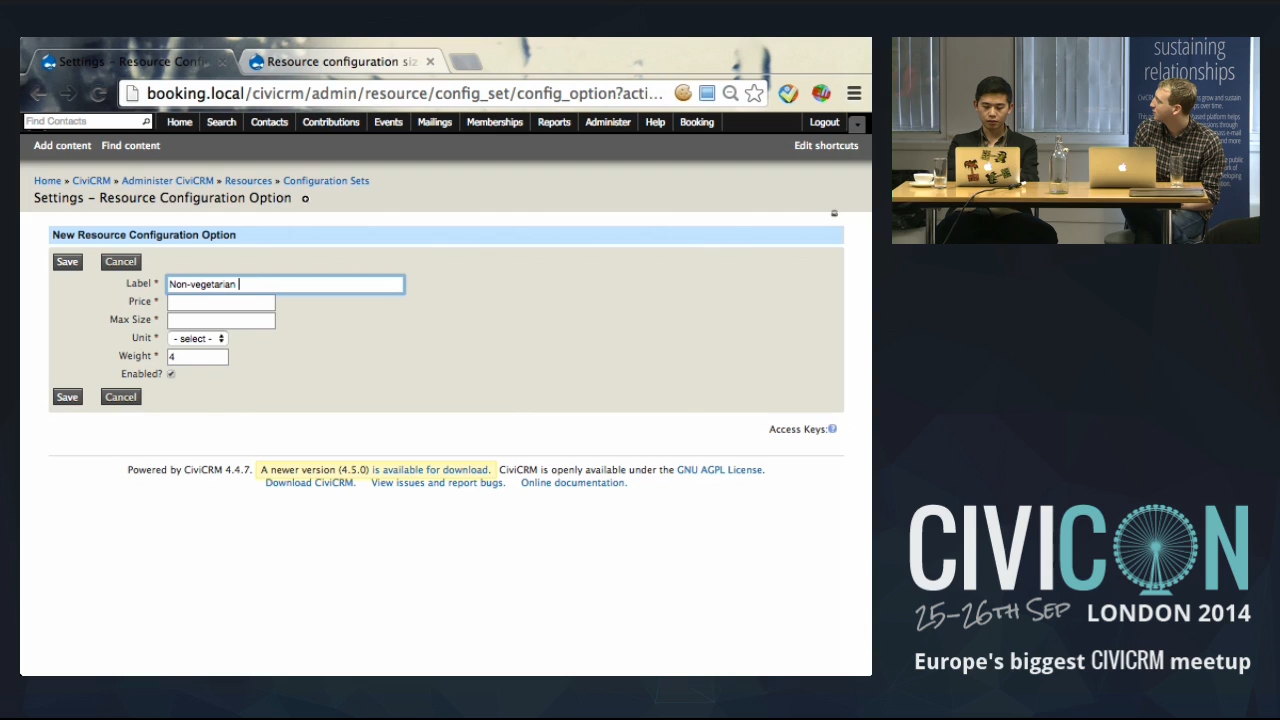 Settings - Resource Conf
Resource configuration siz
booking.local/civicrm/admin/resource/config_set/config_option?acti...
Find Contacts
Home
Search
Contacts
Contributions
Events
Mailings
Memberships
Reports
Administer
Help
Booking
Logout
Add content
Find content
Edit shortcuts
Home » CiviCRM » Administer CiviCRM » Resources » Configuration Sets
Settings - Resource Configuration Option
New Resource Configuration Option
Save
Cancel
Label *
Non-vegetarian
Price *
Max Size *
Unit *
- select -
Weight *
4
Enabled?
Save
Cancel
Access Keys:
Powered by CiviCRM 4.4.7. A newer version (4.5.0) is available for download. CiviCRM is openly available under the GNU AGPL License.
Download CiviCRM. View issues and report bugs. Online documentation.
sustaining
relationships
CIVICON
25-26TH SEP LONDON 2014
Europe's biggest CIVICRM meetup